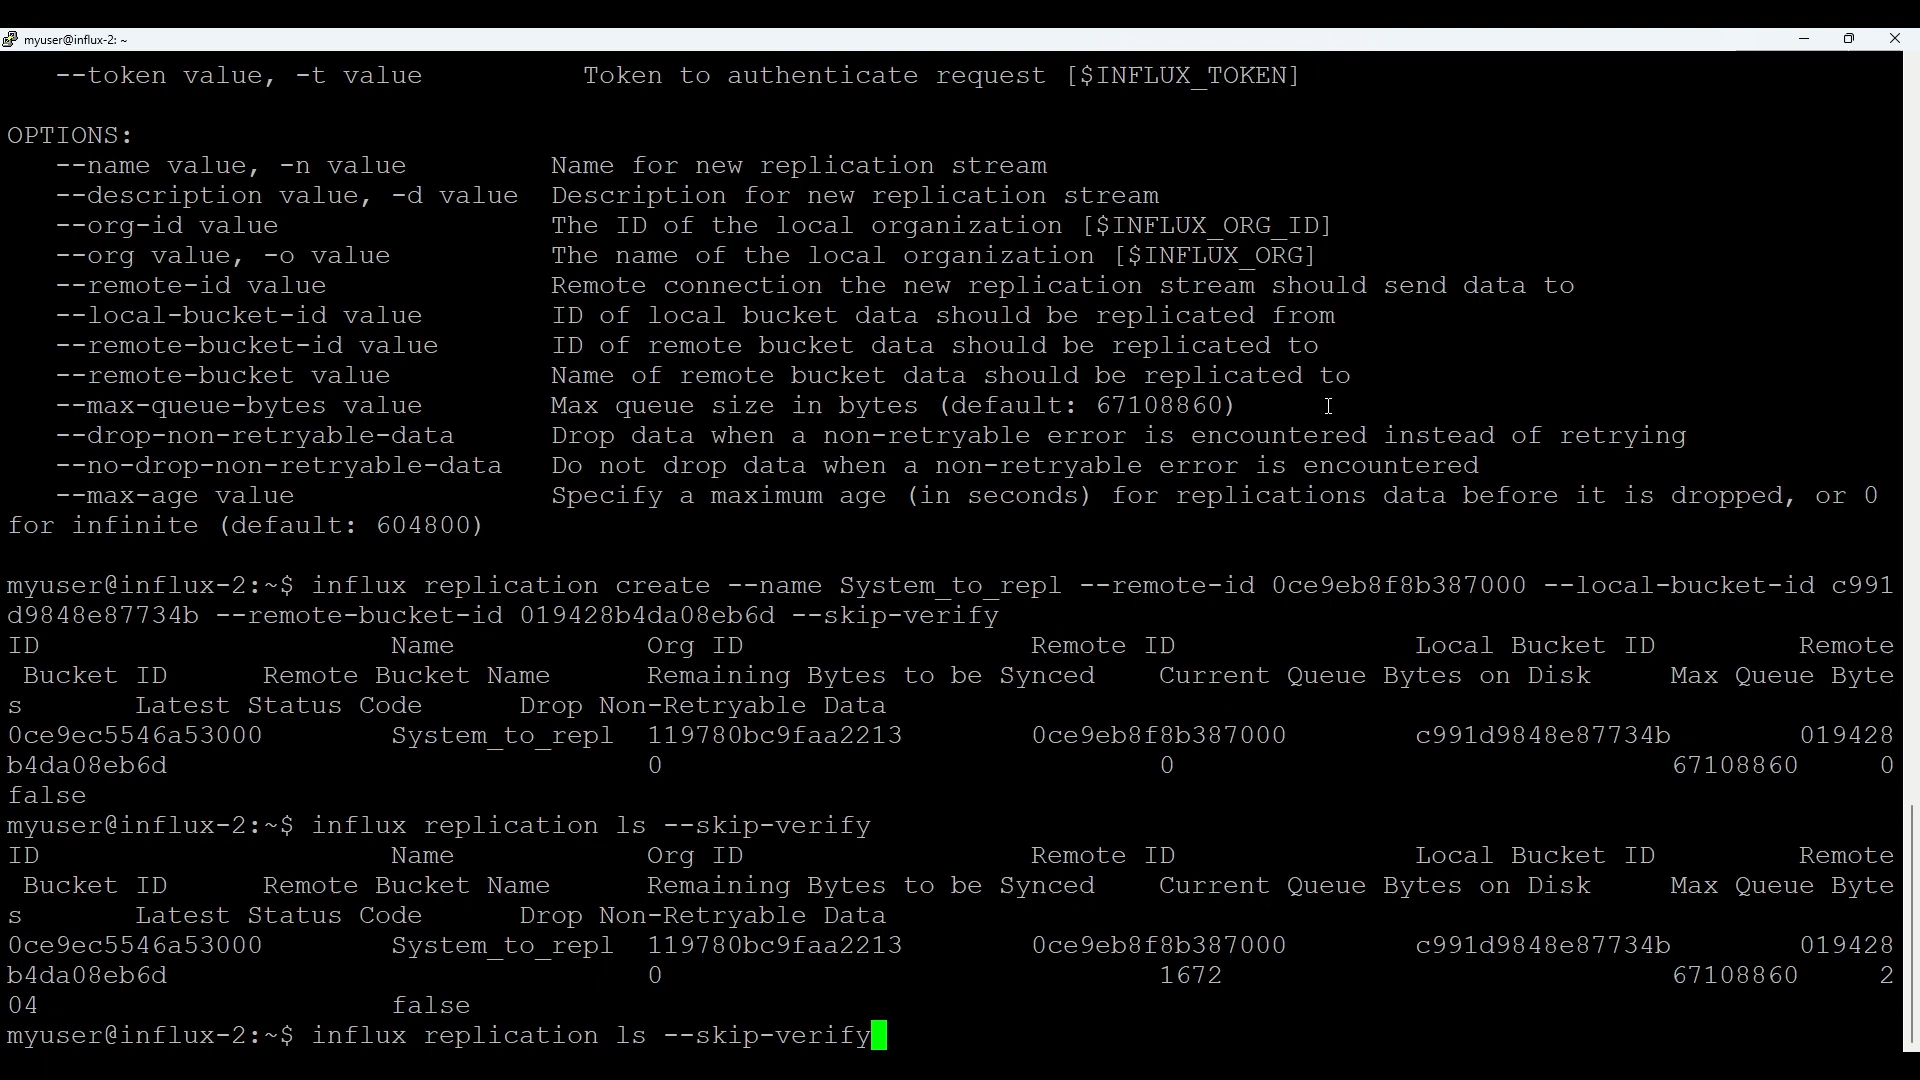 myuser@influx-2: ~
--token value, -t value          Token to authenticate request [$INFLUX_TOKEN]
OPTIONS:
--name value, -n value         Name for new replication stream
--description value, -d value  Description for new replication stream
--org-id value                 The ID of the local organization [$INFLUX_ORG_ID]
--org value, -o value          The name of the local organization [$INFLUX_ORG]
--remote-id value              Remote connection the new replication stream should send data to
--local-bucket-id value        ID of local bucket data should be replicated from
--remote-bucket-id value       ID of remote bucket data should be replicated to
--remote-bucket value          Name of remote bucket data should be replicated to
--max-queue-bytes value        Max queue size in bytes (default: 67108860)
--drop-non-retryable-data      Drop data when a non-retryable error is encountered instead of retrying
--no-drop-non-retryable-data   Do not drop data when a non-retryable error is encountered
--max-age value                Specify a maximum age (in seconds) for replications data before it is dropped, or 0
for infinite (default: 604800)
myuser@influx-2:~$ influx replication create --name System_to_repl --remote-id 0ce9eb8f8b387000 --local-bucket-id c991
d9848e87734b --remote-bucket-id 019428b4da08eb6d --skip-verify
ID                      Name            Org ID                  Remote ID               Local Bucket ID         Remote
Bucket ID      Remote Bucket Name      Remaining Bytes to be Synced    Current Queue Bytes on Disk     Max Queue Byte
s       Latest Status Code      Drop Non-Retryable Data
0ce9ec5546a53000        System_to_repl  119780bc9faa2213        0ce9eb8f8b387000        c991d9848e87734b        019428
b4da08eb6d                              0                               0                               67108860     0
false
myuser@influx-2:~$ influx replication ls --skip-verify
ID                      Name            Org ID                  Remote ID               Local Bucket ID         Remote
Bucket ID      Remote Bucket Name      Remaining Bytes to be Synced    Current Queue Bytes on Disk     Max Queue Byte
s       Latest Status Code      Drop Non-Retryable Data
0ce9ec5546a53000        System_to_repl  119780bc9faa2213        0ce9eb8f8b387000        c991d9848e87734b        019428
b4da08eb6d                              0                               1672                            67108860     2
04                      false
myuser@influx-2:~$ influx replication ls --skip-verify